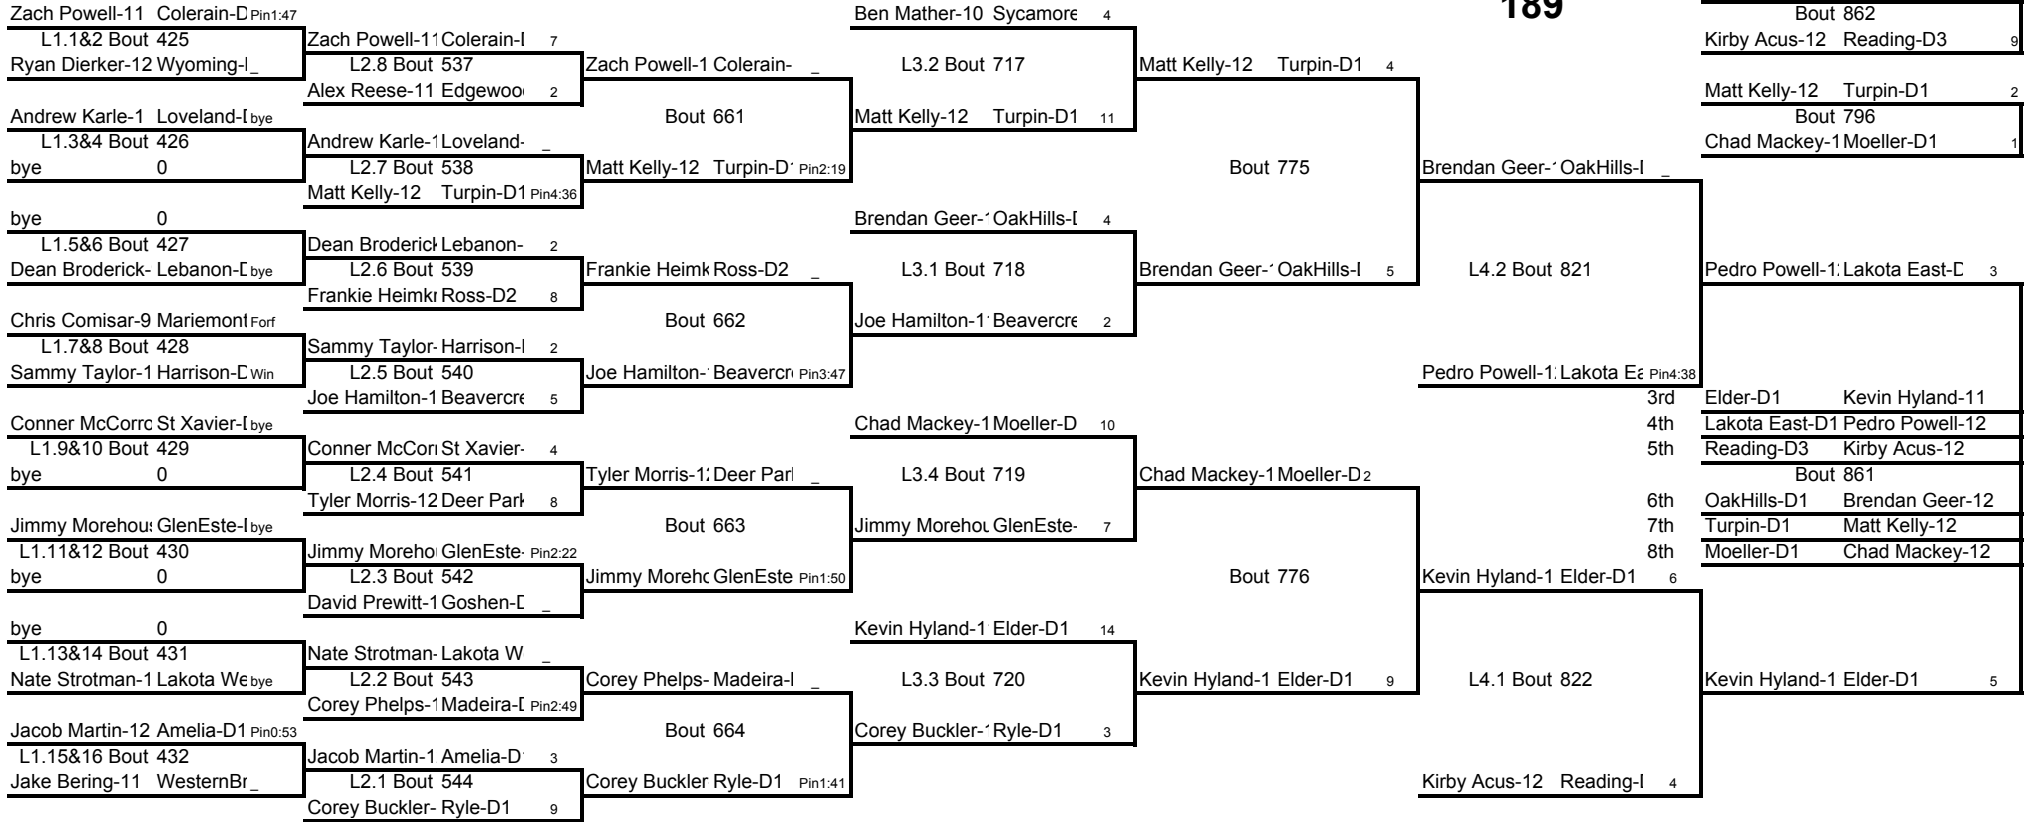 189
Zach Powell-11 Colerain-D Pin1:47
L1.1&2 Bout 425
Ryan Dierker-12 Wyoming-I _
Andrew Karle-1 Loveland-D bye
L1.3&4 Bout 426
bye 0
bye 0
L1.5&6 Bout 427
Dean Broderick- Lebanon-D bye
Chris Comisar-9 Mariemont Forf
L1.7&8 Bout 428
Sammy Taylor-1 Harrison-D Win
Conner McCorro St Xavier-D bye
L1.9&10 Bout 429
bye 0
Jimmy Morehous GlenEste-D bye
L1.11&12 Bout 430
bye 0
bye 0
L1.13&14 Bout 431
Nate Strotman-1 Lakota We bye
Jacob Martin-12 Amelia-D1 Pin0:53
L1.15&16 Bout 432
Jake Bering-11 WesternBr _
Zach Powell-11 Colerain-D 7
L2.8 Bout 537
Alex Reese-11 Edgewoo 2
Andrew Karle-1 Loveland- _
L2.7 Bout 538
Matt Kelly-12 Turpin-D1 Pin4:36
Dean Broderick Lebanon- 2
L2.6 Bout 539
Frankie Heimkr Ross-D2 8
Sammy Taylor- Harrison-I 2
L2.5 Bout 540
Joe Hamilton-1 Beavercre 5
Conner McCorr St Xavier- 4
L2.4 Bout 541
Tyler Morris-12 Deer Park 8
Jimmy Moreho GlenEste- Pin2:22
L2.3 Bout 542
David Prewitt-1 Goshen-D _
Nate Strotman- Lakota W _
L2.2 Bout 543
Corey Phelps-1 Madeira-D Pin2:49
Jacob Martin-1 Amelia-D 3
L2.1 Bout 544
Corey Buckler- Ryle-D1 9
Zach Powell-1 Colerain- _
Bout 661
Matt Kelly-12 Turpin-D1 Pin2:19
Frankie Heimk Ross-D2 _
Bout 662
Joe Hamilton- Beavercr Pin3:47
Tyler Morris-12 Deer Parl _
Bout 663
Jimmy Moreho GlenEste Pin1:50
Corey Phelps- Madeira-I _
Bout 664
Corey Buckler Ryle-D1 Pin1:41
Ben Mather-10 Sycamore 4
L3.2 Bout 717
Matt Kelly-12 Turpin-D1 11
Brendan Geer-1 OakHills-D 4
L3.1 Bout 718
Joe Hamilton-1 Beavercre 2
Chad Mackey-1 Moeller-D 10
L3.4 Bout 719
Jimmy Morehou GlenEste- 7
Kevin Hyland-1 Elder-D1 14
L3.3 Bout 720
Corey Buckler-1 Ryle-D1 3
Matt Kelly-12 Turpin-D1 4
Bout 775
Brendan Geer-1 OakHills-I 5
Chad Mackey-1 Moeller-D 2
Bout 776
Kevin Hyland-1 Elder-D1 9
Brendan Geer-1 OakHills-I _
L4.2 Bout 821
Pedro Powell-1 Lakota Ea Pin4:38
Kevin Hyland-1 Elder-D1 6
L4.1 Bout 822
Kirby Acus-12 Reading-I 4
Bout 862
Kirby Acus-12 Reading-D3 9
Matt Kelly-12 Turpin-D1 2
Bout 796
Chad Mackey-1 Moeller-D1 1
Pedro Powell-1 Lakota East-D 3
3rd Elder-D1 Kevin Hyland-11
4th Lakota East-D1 Pedro Powell-12
5th Reading-D3 Kirby Acus-12
Bout 861
6th OakHills-D1 Brendan Geer-12
7th Turpin-D1 Matt Kelly-12
8th Moeller-D1 Chad Mackey-12
Kevin Hyland-1 Elder-D1 5